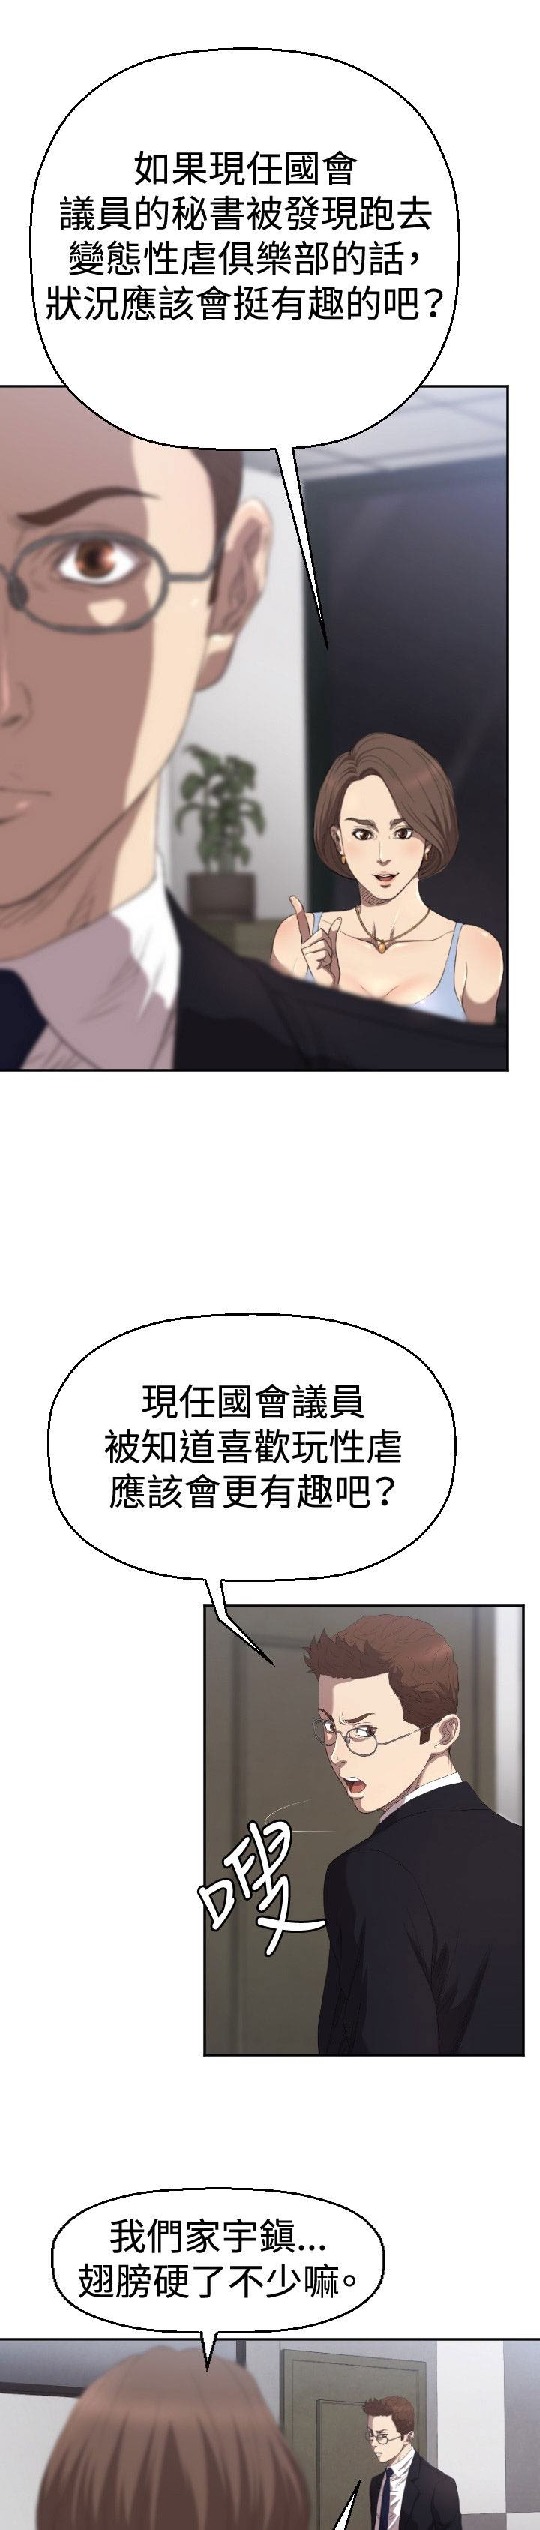 如果現任國會
議員的秘書被發現跑去
變態性虐俱樂部的話，
狀況應該會挺有趣的吧？
現任國會議員
被知道喜歡玩性虐
應該會更有趣吧？
嗖
我們家宇鎭…
翅膀硬了不少嘛。